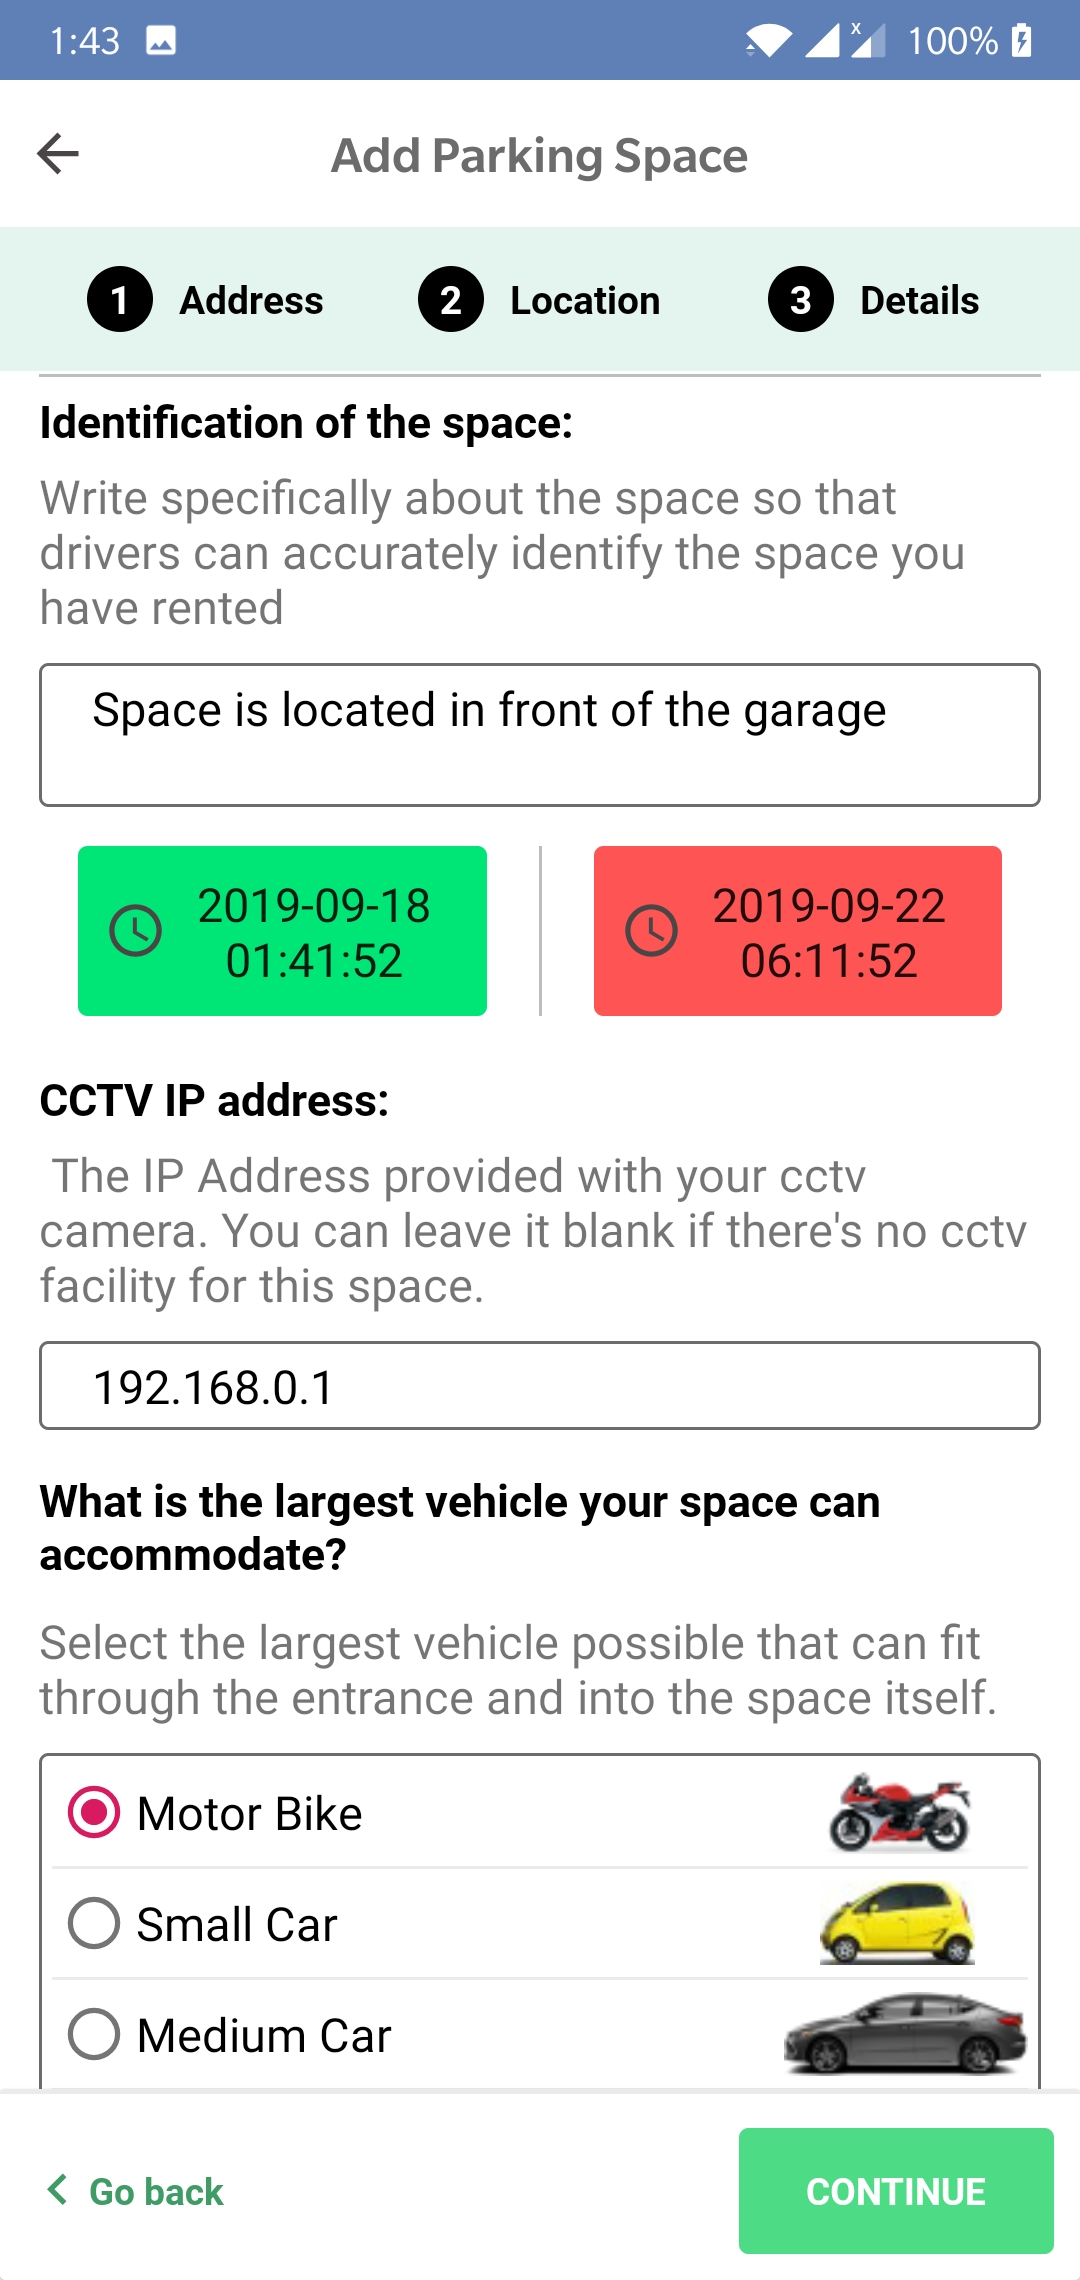 1:43
x
100%
Add Parking Space
1 Address 2 Location 3 Details
Identification of the space:
Write specifically about the space so that
drivers can accurately identify the space you
have rented
Space is located in front of the garage
2019-09-18
01:41:52
2019-09-22
06:11:52
CCTV IP address:
The IP Address provided with your cctv
camera. You can leave it blank if there's no cctv
facility for this space.
192.168.0.1
What is the largest vehicle your space can
accommodate?
Select the largest vehicle possible that can fit
through the entrance and into the space itself.
Motor Bike
Small Car
Medium Car
Go back
CONTINUE